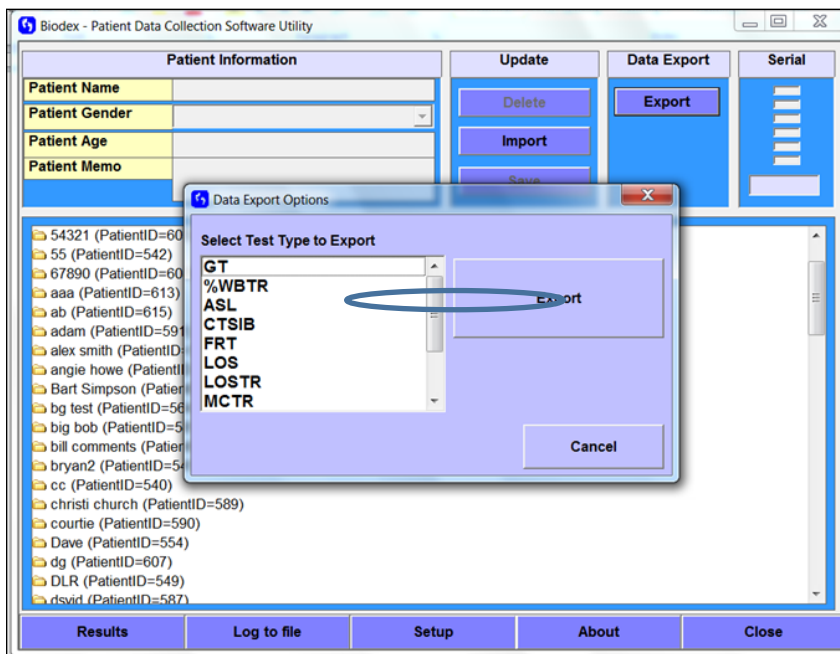 Biodex - Patient Data Collection Software Utility
Patient Information
Update
Data Export
Serial
Patient Name
Patient Gender
Patient Age
Patient Memo
Delete
Import
Save
Export
Data Export Options
Select Test Type to Export
GT
%WBTR
ASL
CTSIB
FRT
LOS
LOSTR
MCTR
Export
Cancel
54321 (PatientID=60
55 (PatientID=542)
67890 (PatientID=60
aaa (PatientID=613)
ab (PatientID=615)
adam (PatientID=591
alex smith (PatientID
angie howe (PatientI
Bart Simpson (Patien
bg test (PatientID=56
big bob (PatientID=5
bill comments (Patien
bryan2 (PatientID=54
cc (PatientID=540)
christi church (PatientID=589)
courtie (PatientID=590)
Dave (PatientID=554)
dg (PatientID=607)
DLR (PatientID=549)
dsvid (PatientID=587)
Results
Log to file
Setup
About
Close